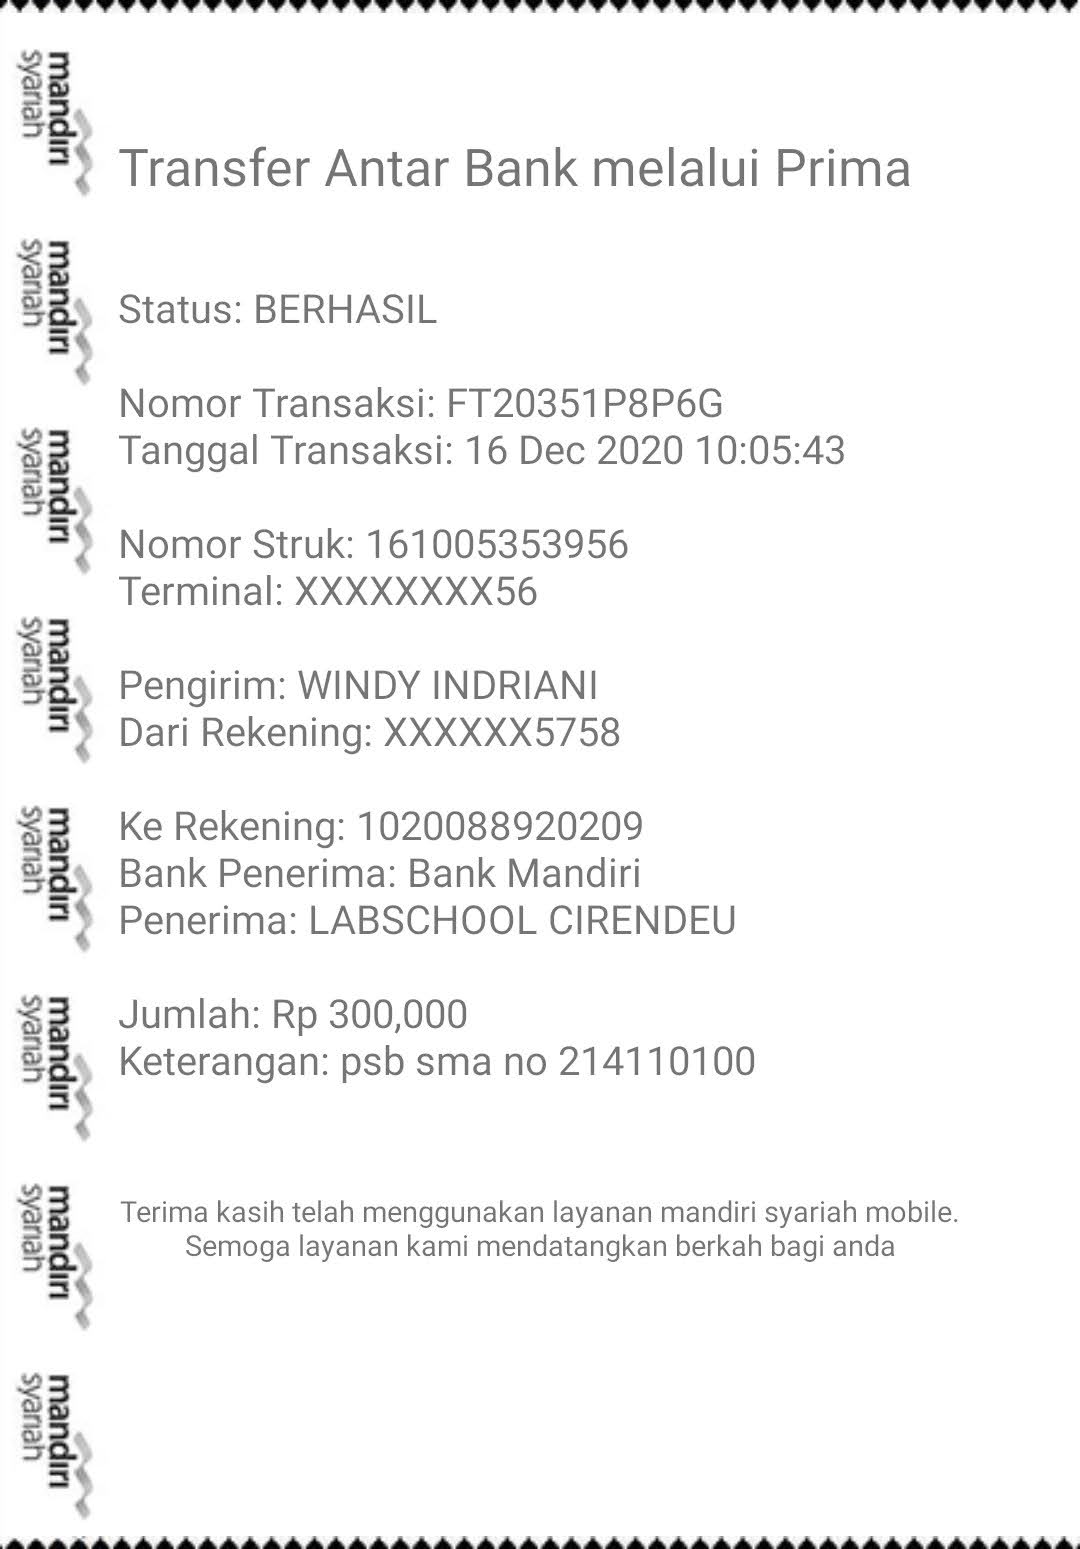 mandiri
syariah
mandiri
syariah
mandiri
syariah
mandiri
syariah
mandiri
syariah
mandiri
syariah
mandiri
syariah
mandiri
syariah
Transfer Antar Bank melalui Prima
Status: BERHASIL
Nomor Transaksi: FT20351P8P6G
Tanggal Transaksi: 16 Dec 2020 10:05:43
Nomor Struk: 161005353956
Terminal: XXXXXXXX56
Pengirim: WINDY INDRIANI
Dari Rekening: XXXXXX5758
Ke Rekening: 1020088920209
Bank Penerima: Bank Mandiri
Penerima: LABSCHOOL CIRENDEU
Jumlah: Rp 300,000
Keterangan: psb sma no 214110100
Terima kasih telah menggunakan layanan mandiri syariah mobile.
Semoga layanan kami mendatangkan berkah bagi anda